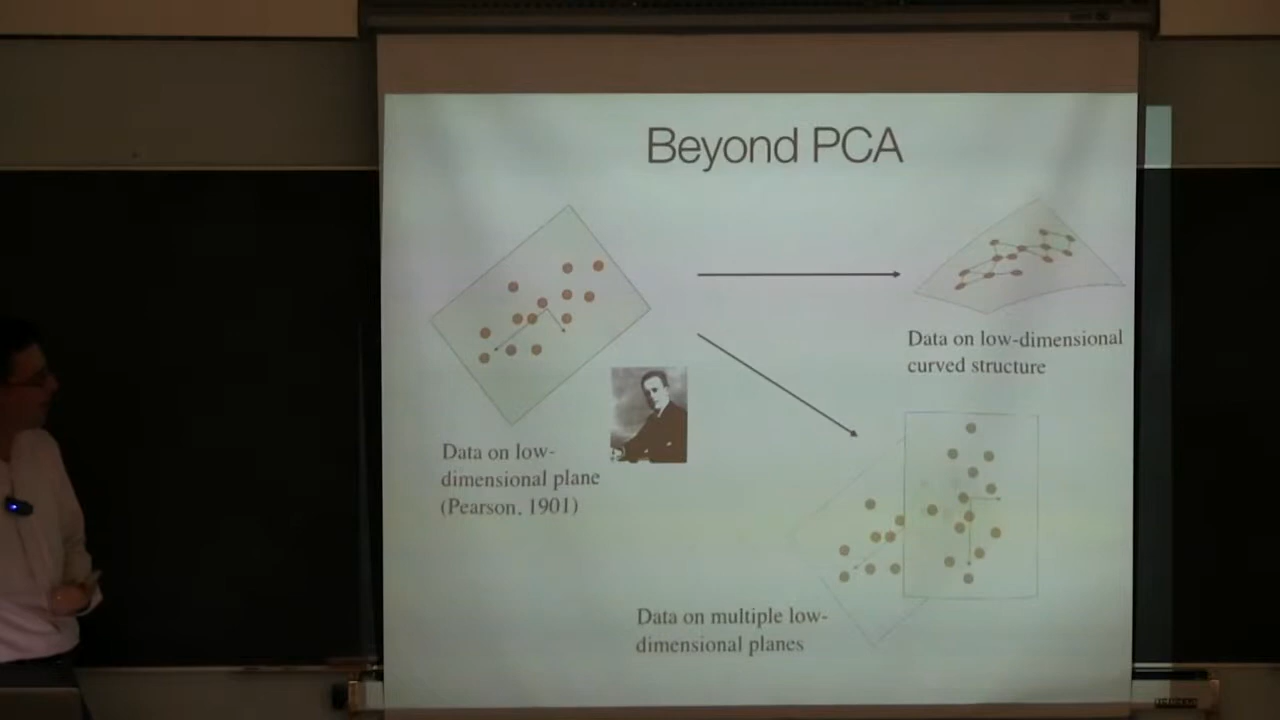 Beyond PCA
Data on low-dimensional
curved structure
Data on low-
dimensional plane
(Pearson, 1901)
Data on multiple low-
dimensional planes